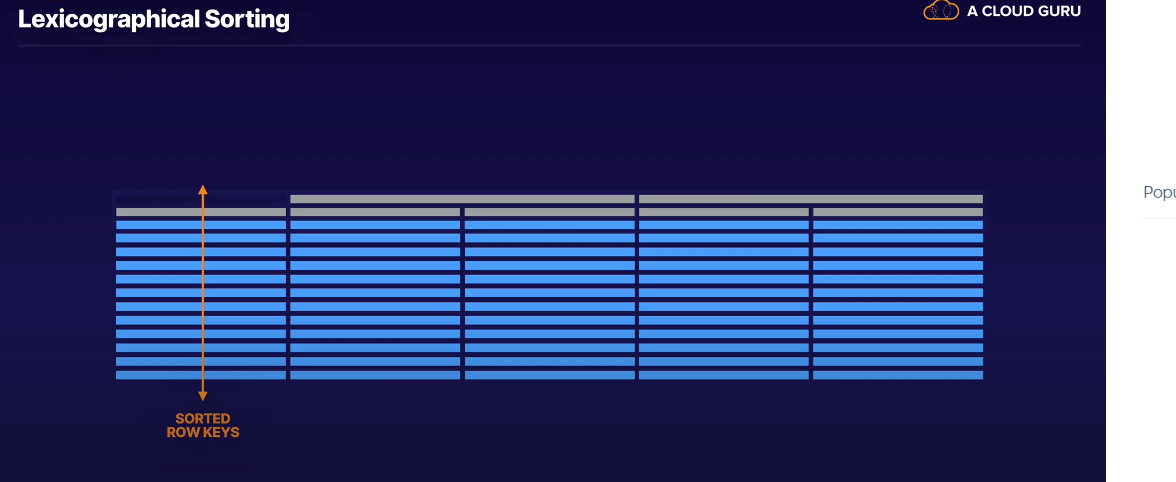 Lexicographical Sorting
A CLOUD GURU
Popu
SORTED
ROW KEYS